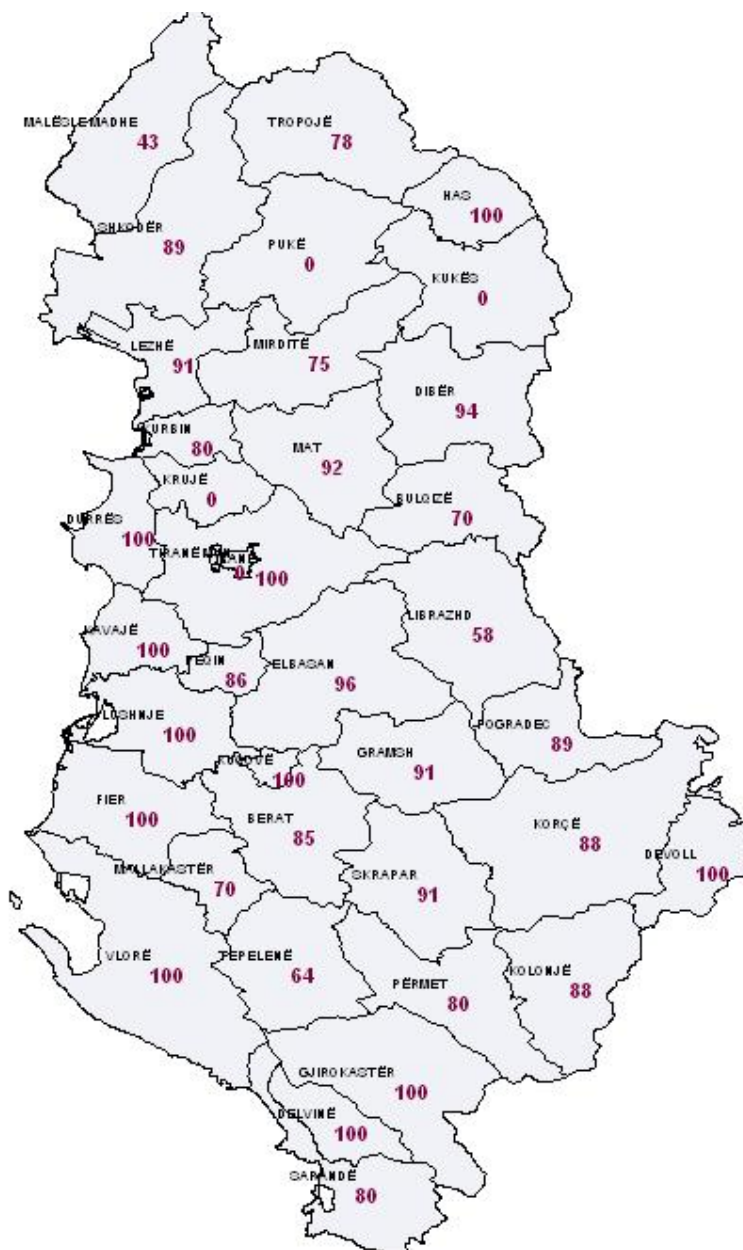 MALËSI E MADHE
43
TROPOJË
78
HAS
100
SHKODËR
89
PUKË
0
KUKËS
0
LEZHË
91
MIRDITË
75
DIBËR
94
KURBIN
80
MAT
92
KRUJË
0
BULQIZË
70
DURRËS
100
0
100
LIBRAZHD
58
KAVAJË
100
PEQIN
86
ELBASAN
96
LUSHNJE
100
POGRADEC
89
GRAMSH
91
KUÇOVË
100
FIER
100
BERAT
85
KORÇË
88
DEVOLL
100
MALLAKASTËR
70
SKRAPAR
91
VLORË
100
TEPELENË
64
PËRMET
80
KOLONJË
88
GJIROKASTËR
100
DELVINË
100
SARANDË
80